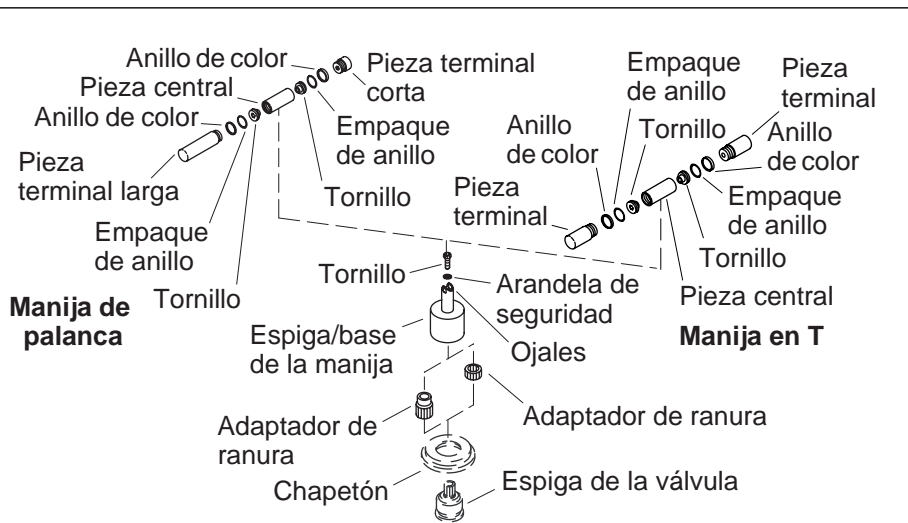 Anillo de color
Pieza central
Anillo de color
Pieza
terminal larga
Empaque
de anillo
Tornillo
Manija de
palanca
Pieza terminal
corta
Empaque
de anillo
Tornillo
Empaque
de anillo
Pieza
terminal
Anillo
de color
Tornillo
Anillo
de color
Pieza
terminal
Empaque
de anillo
Tornillo
Pieza central
Manija en T
Tornillo
Arandela de
seguridad
Espiga/base
de la manija
Ojales
Adaptador de
ranura
Adaptador de ranura
Chapetón
Espiga de la válvula